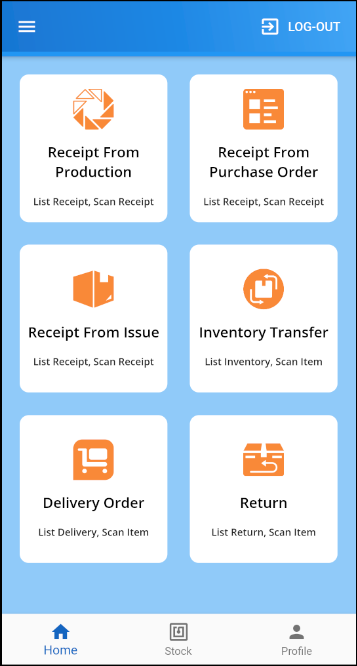 LOG-OUT
Receipt From
Production
List Receipt, Scan Receipt
Receipt From
Purchase Order
List Receipt, Scan Receipt
Receipt From Issue
List Receipt, Scan Receipt
Inventory Transfer
List Inventory, Scan Item
Delivery Order
List Delivery, Scan Item
Return
List Return, Scan Item
Home
Stock
Profile